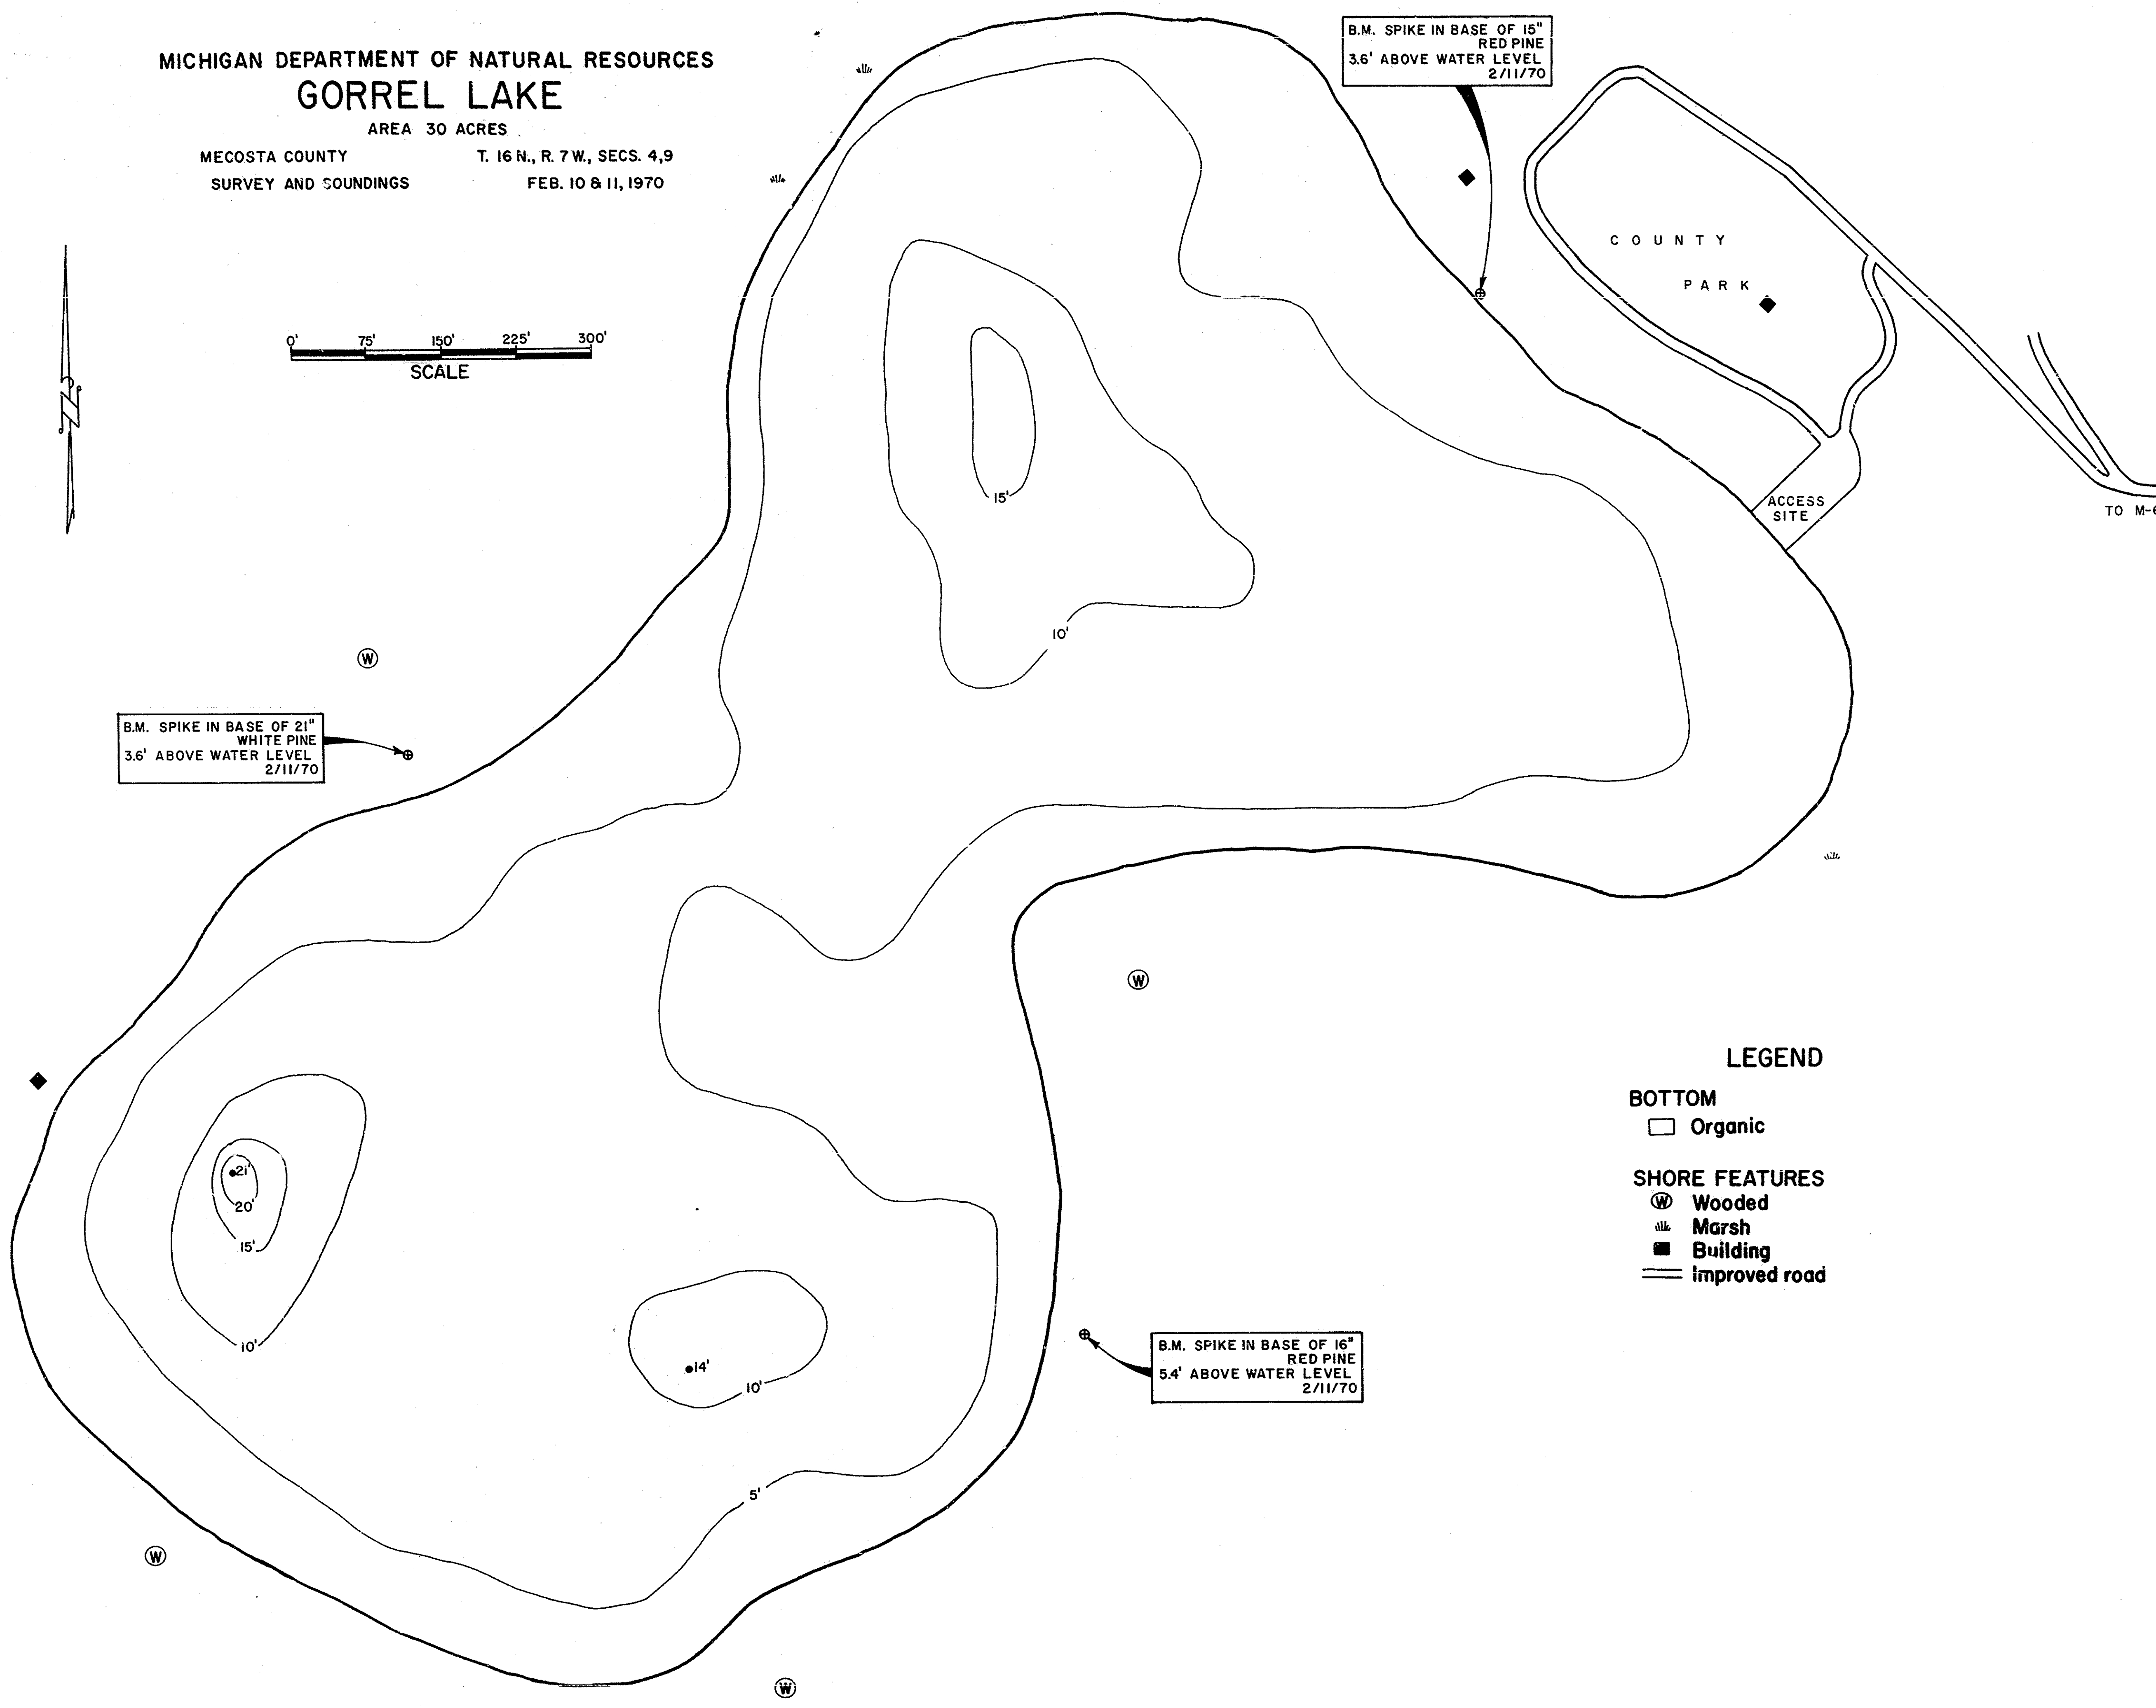 MICHIGAN DEPARTMENT OF NATURAL RESOURCES
GORREL LAKE
AREA 30 ACRES
MECOSTA COUNTY T. 16 N., R. 7 W., SECS. 4,9
SURVEY AND SOUNDINGS FEB. 10 & 11, 1970
B.M. SPIKE IN BASE OF 15"
RED PINE
3.6' ABOVE WATER LEVEL
2/11/70
COUNTY
PARK
N
0' 75' 150' 225' 300'
SCALE
15'
ACCESS
SITE
TO M-6
10'
W
B.M. SPIKE IN BASE OF 21"
WHITE PINE
3.6' ABOVE WATER LEVEL
2/11/70
W
LEGEND
BOTTOM
Organic
SHORE FEATURES
W Wooded
Marsh
Building
Improved road
21'
20'
15'
10'
14'
10'
B.M. SPIKE IN BASE OF 16"
RED PINE
5.4' ABOVE WATER LEVEL
2/11/70
5'
W
W